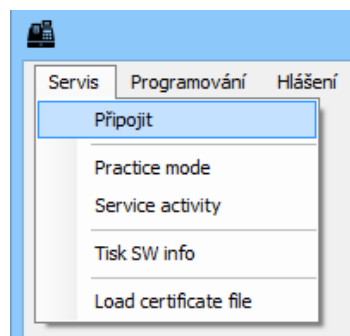 Servis Programování Hlášení
Připojit
Practice mode
Service activity
Tisk SW info
Load certificate file